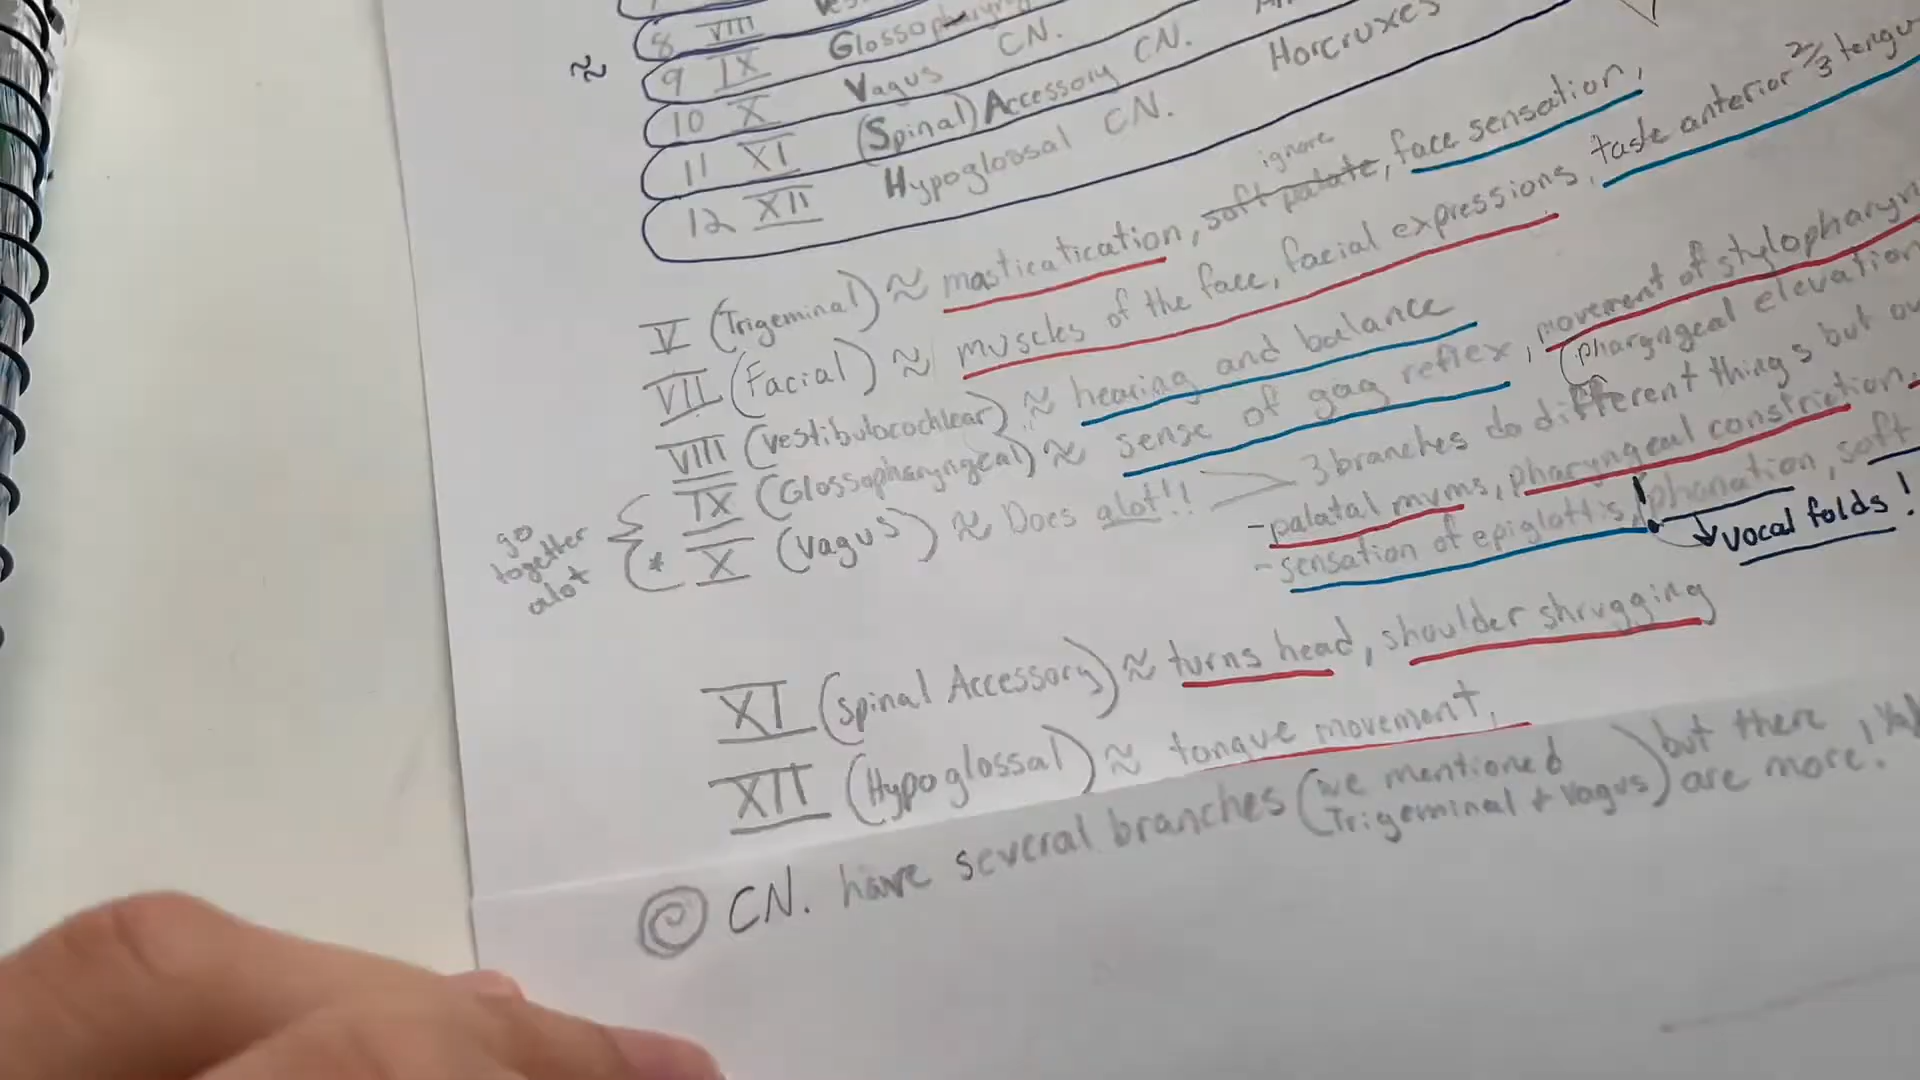 8 VIII
9 IX Glossopharyng
10 X Vagus CN.
11 XI (Spinal) Accessory CN.
12 XII Hypoglossal CN. Horcruxes
V (Trigeminal) ≈ masticatication, soft palate, ignore face sensation,
VII (Facial) ≈ muscles of the face, facial expressions, taste anterior 2/3 tongu
VIII (vestibulocochlear) ≈ hearing and balance
IX (Glossopharyngeal) ≈ sense of gag reflex, movement of stylopharyn
(pharyngeal elevation
go together alot
* X (Vagus) ≈ Does alot!! 3 branches do different things but ou
- palatal mvms, pharyngeal constriction,
- sensation of epiglottis, phonation, soft
vocal folds!
XI (Spinal Accessory) ≈ turns head, shoulder shrugging
XII (Hypoglossal) ≈ tongue movement,
CN. have several branches (we mentioned Trigeminal + Vagus) but there are more.